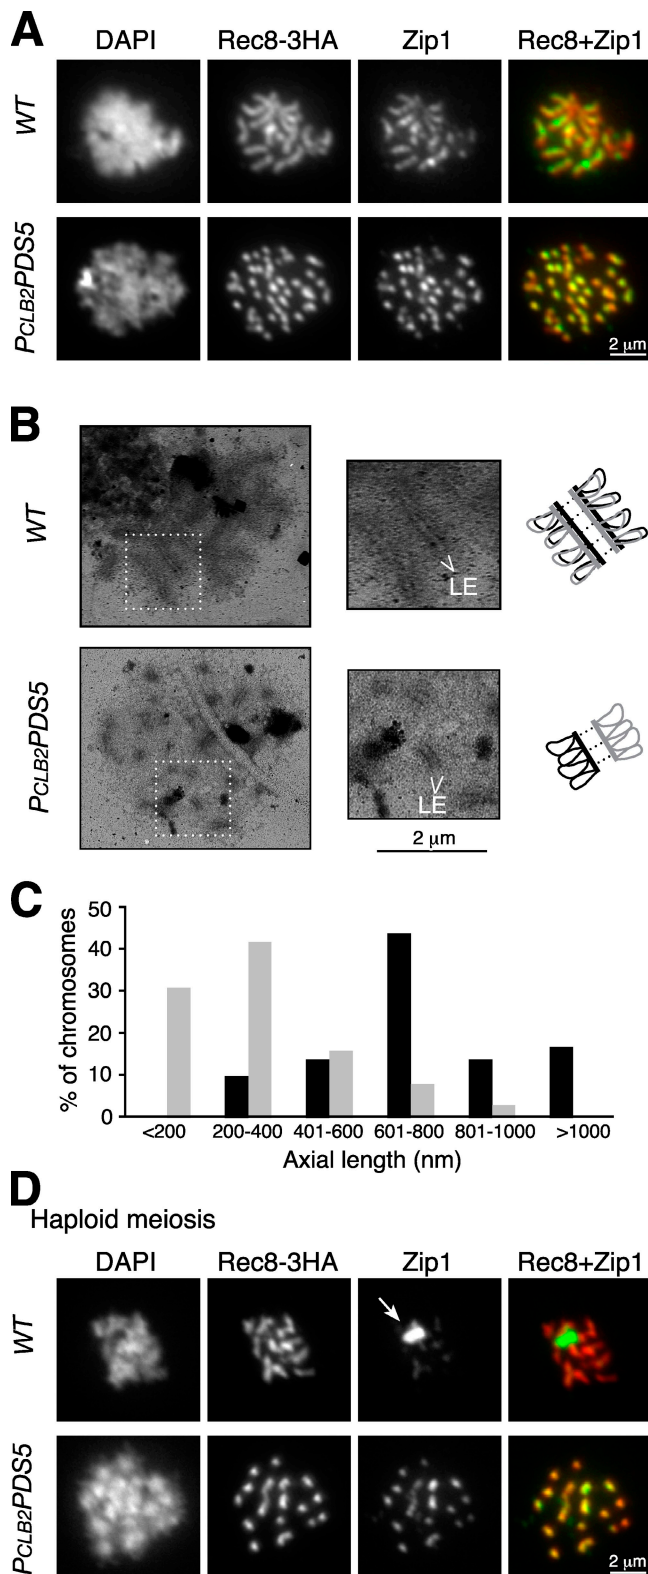 A
DAPI Rec8-3HA Zip1 Rec8+Zip1
WT
PCLB2PDS5
2 μm
B
WT
LE
PCLB2PDS5
LE
2 μm
C
% of chromosomes
50
40
30
20
10
0
<200 200-400 401-600 601-800 801-1000 >1000
Axial length (nm)
D
Haploid meiosis
DAPI Rec8-3HA Zip1 Rec8+Zip1
WT
PCLB2PDS5
2 μm